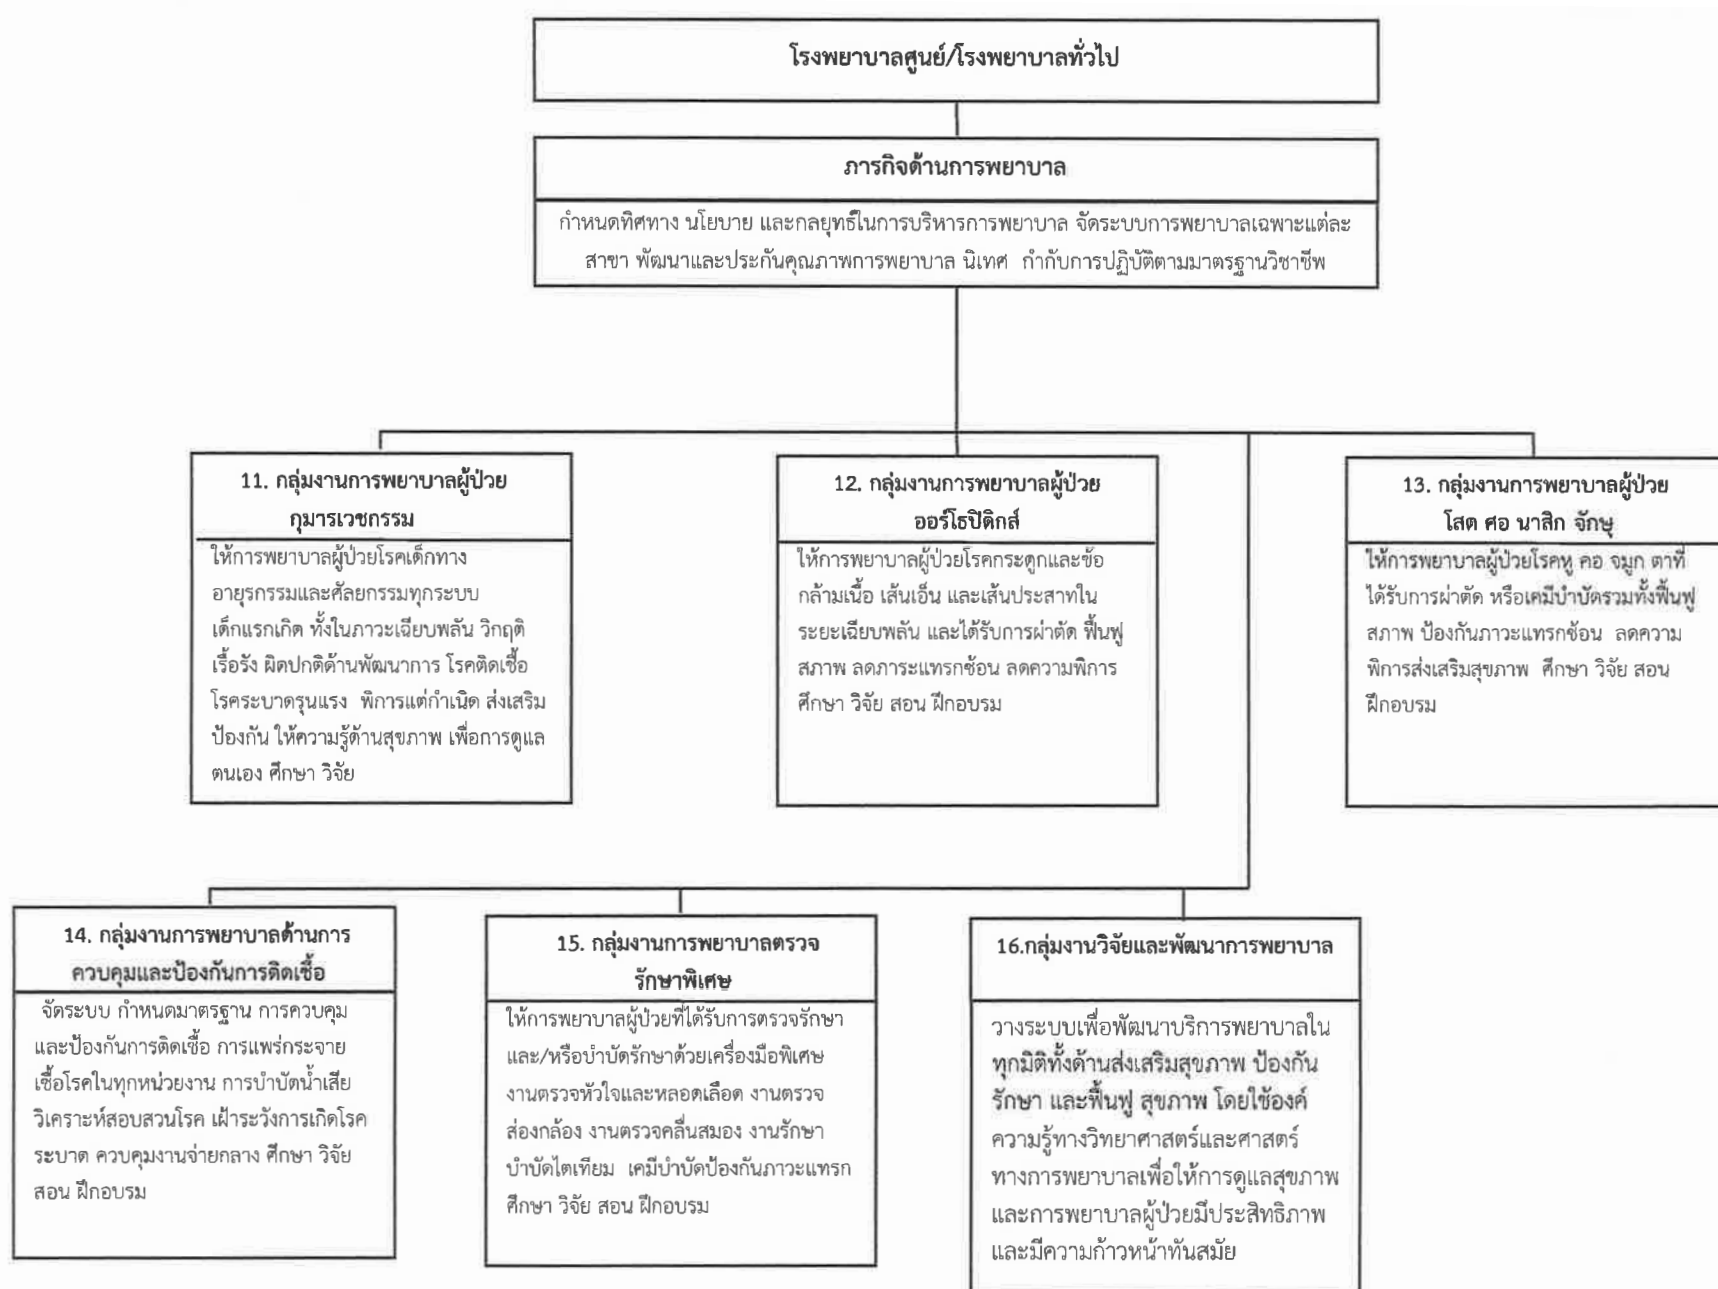 โรงพยาบาลศูนย์/โรงพยาบาลทั่วไป
ภารกิจด้านการพยาบาล
กำหนดทิศทาง นโยบาย และกลยุทธ์ในการบริหารการพยาบาล จัดระบบการพยาบาลเฉพาะแต่ละ
สาขา พัฒนาและประกันคุณภาพการพยาบาล นิเทศ กำกับการปฏิบัติตามมาตรฐานวิชาชีพ
11. กลุ่มงานการพยาบาลผู้ป่วย
กุมารเวชกรรม
ให้การพยาบาลผู้ป่วยโรคเด็กทาง
อายุรกรรมและศัลยกรรมทุกระบบ
เด็กแรกเกิด ทั้งในภาวะเฉียบพลัน วิกฤติ
เรื้อรัง ผิดปกติด้านพัฒนาการ โรคติดเชื้อ
โรคระบาดรุนแรง พิการแต่กำเนิด ส่งเสริม
ป้องกัน ให้ความรู้ด้านสุขภาพ เพื่อการดูแล
ตนเอง ศึกษา วิจัย
12. กลุ่มงานการพยาบาลผู้ป่วย
ออร์โธปิดิกส์
ให้การพยาบาลผู้ป่วยโรคกระดูกและข้อ
กล้ามเนื้อ เส้นเอ็น และเส้นประสาทใน
ระยะเฉียบพลัน และได้รับการผ่าตัด ฟื้นฟู
สภาพ ลดภาระแทรกซ้อน ลดความพิการ
ศึกษา วิจัย สอน ฝึกอบรม
13. กลุ่มงานการพยาบาลผู้ป่วย
โสต ศอ นาสิก จักษุ
ให้การพยาบาลผู้ป่วยโรคหู คอ จมูก ตาที่
ได้รับการผ่าตัด หรือเคมีบำบัดรวมทั้งฟื้นฟู
สภาพ ป้องกันภาวะแทรกซ้อน ลดความ
พิการส่งเสริมสุขภาพ ศึกษา วิจัย สอน
ฝึกอบรม
14. กลุ่มงานการพยาบาลด้านการ
ควบคุมและป้องกันการติดเชื้อ
จัดระบบ กำหนดมาตรฐาน การควบคุม
และป้องกันการติดเชื้อ การแพร่กระจาย
เชื้อโรคในทุกหน่วยงาน การบำบัดน้ำเสีย
วิเคราะห์สอบสวนโรค เฝ้าระวังการเกิดโรค
ระบาด ควบคุมงานจ่ายกลาง ศึกษา วิจัย
สอน ฝึกอบรม
15. กลุ่มงานการพยาบาลตรวจ
รักษาพิเศษ
ให้การพยาบาลผู้ป่วยที่ได้รับการตรวจรักษา
และ/หรือบำบัดรักษาด้วยเครื่องมือพิเศษ
งานตรวจหัวใจและหลอดเลือด งานตรวจ
ส่องกล้อง งานตรวจคลื่นสมอง งานรักษา
บำบัดไตเทียม เคมีบำบัดป้องกันภาวะแทรก
ศึกษา วิจัย สอน ฝึกอบรม
16.กลุ่มงานวิจัยและพัฒนาการพยาบาล
วางระบบเพื่อพัฒนาบริการพยาบาลใน
ทุกมิติทั้งด้านส่งเสริมสุขภาพ ป้องกัน
รักษา และฟื้นฟู สุขภาพ โดยใช้องค์
ความรู้ทางวิทยาศาสตร์และศาสตร์
ทางการพยาบาลเพื่อให้การดูแลสุขภาพ
และการพยาบาลผู้ป่วยมีประสิทธิภาพ
และมีความก้าวหน้าทันสมัย